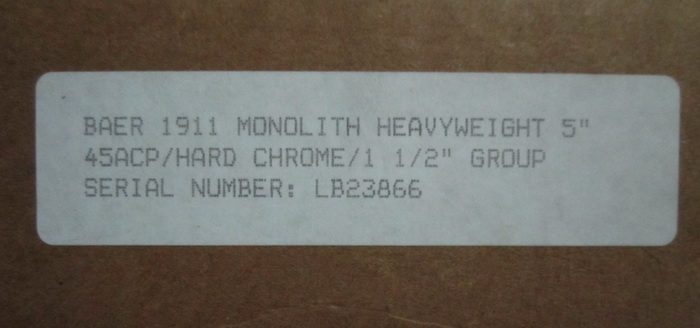 BAER 1911 MONOLITH HEAVYWEIGHT 5"
45ACP/HARD CHROME/1 1/2" GROUP
SERIAL NUMBER: LB23866